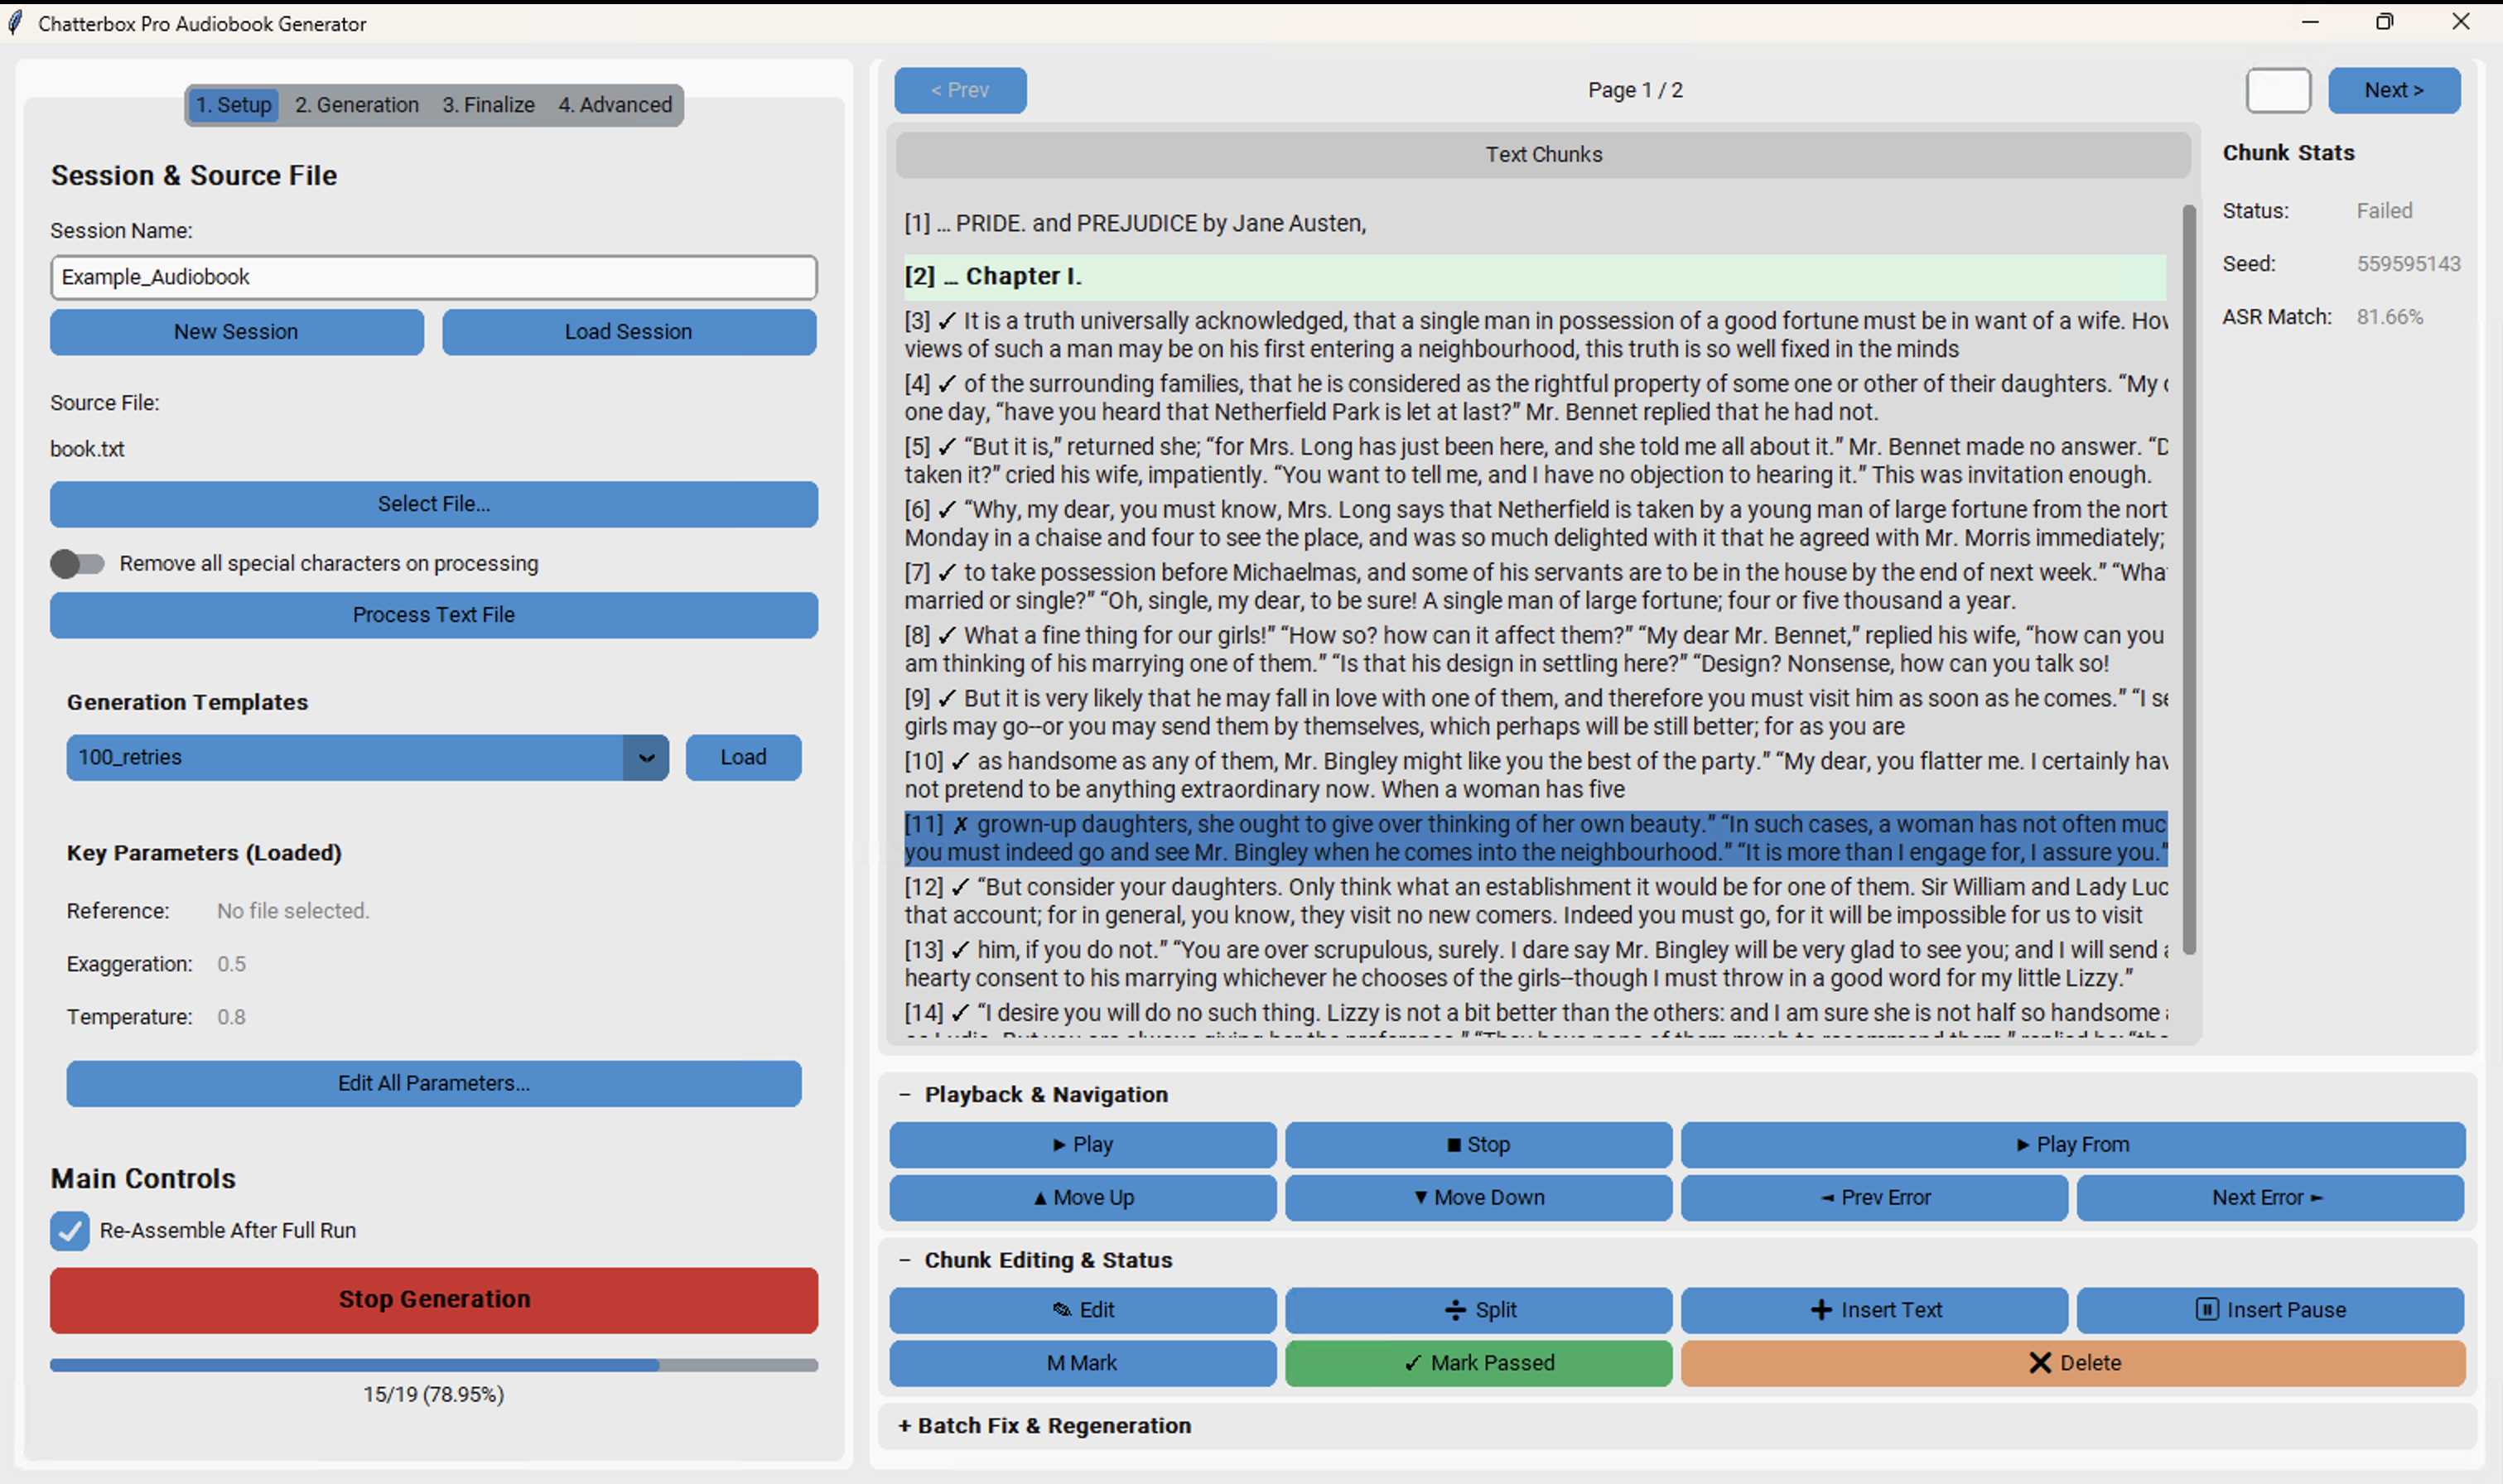 Chatterbox Pro Audiobook Generator
1. Setup
2. Generation
3. Finalize
4. Advanced
Session & Source File
Session Name:
Example_Audiobook
New Session
Load Session
Source File:
book.txt
Select File...
Remove all special characters on processing
Process Text File
Generation Templates
100_retries
Load
Key Parameters (Loaded)
Reference: No file selected.
Exaggeration: 0.5
Temperature: 0.8
Edit All Parameters...
Main Controls
Re-Assemble After Full Run
Stop Generation
15/19 (78.95%)
< Prev
Page 1 / 2
Next >
Text Chunks
[1] ... PRIDE. and PREJUDICE by Jane Austen,
[2] ... Chapter I.
[3] ✓ It is a truth universally acknowledged, that a single man in possession of a good fortune must be in want of a wife. How
views of such a man may be on his first entering a neighbourhood, this truth is so well fixed in the minds
[4] ✓ of the surrounding families, that he is considered as the rightful property of some one or other of their daughters. “My
one day, “have you heard that Netherfield Park is let at last?” Mr. Bennet replied that he had not.
[5] ✓ “But it is,” returned she; “for Mrs. Long has just been here, and she told me all about it.” Mr. Bennet made no answer. “D
taken it?” cried his wife, impatiently. “You want to tell me, and I have no objection to hearing it.” This was invitation enough.
[6] ✓ “Why, my dear, you must know, Mrs. Long says that Netherfield is taken by a young man of large fortune from the nort
Monday in a chaise and four to see the place, and was so much delighted with it that he agreed with Mr. Morris immediately;
[7] ✓ to take possession before Michaelmas, and some of his servants are to be in the house by the end of next week.” “Wha
married or single?” “Oh, single, my dear, to be sure! A single man of large fortune; four or five thousand a year.
[8] ✓ What a fine thing for our girls!” “How so? how can it affect them?” “My dear Mr. Bennet,” replied his wife, “how can you
am thinking of his marrying one of them.” “Is that his design in settling here?” “Design? Nonsense, how can you talk so!
[9] ✓ But it is very likely that he may fall in love with one of them, and therefore you must visit him as soon as he comes.” “I se
girls may go--or you may send them by themselves, which perhaps will be still better; for as you are
[10] ✓ as handsome as any of them, Mr. Bingley might like you the best of the party.” “My dear, you flatter me. I certainly hav
not pretend to be anything extraordinary now. When a woman has five
[11] ✗ grown-up daughters, she ought to give over thinking of her own beauty.” “In such cases, a woman has not often muc
you must indeed go and see Mr. Bingley when he comes into the neighbourhood.” “It is more than I engage for, I assure you.”
[12] ✓ “But consider your daughters. Only think what an establishment it would be for one of them. Sir William and Lady Luc
that account; for in general, you know, they visit no new comers. Indeed you must go, for it will be impossible for us to visit
[13] ✓ him, if you do not.” “You are over scrupulous, surely. I dare say Mr. Bingley will be very glad to see you; and I will send
hearty consent to his marrying whichever he chooses of the girls--though I must throw in a good word for my little Lizzy.”
[14] ✓ “I desire you will do no such thing. Lizzy is not a bit better than the others: and I am sure she is not half so handsome
Chunk Stats
Status: Failed
Seed: 559595143
ASR Match: 81.66%
− Playback & Navigation
▶ Play
■ Stop
▶ Play From
▲ Move Up
▼ Move Down
◄ Prev Error
Next Error ►
− Chunk Editing & Status
✎ Edit
➗ Split
➕ Insert Text
⏸ Insert Pause
M Mark
✓ Mark Passed
❌ Delete
+ Batch Fix & Regeneration